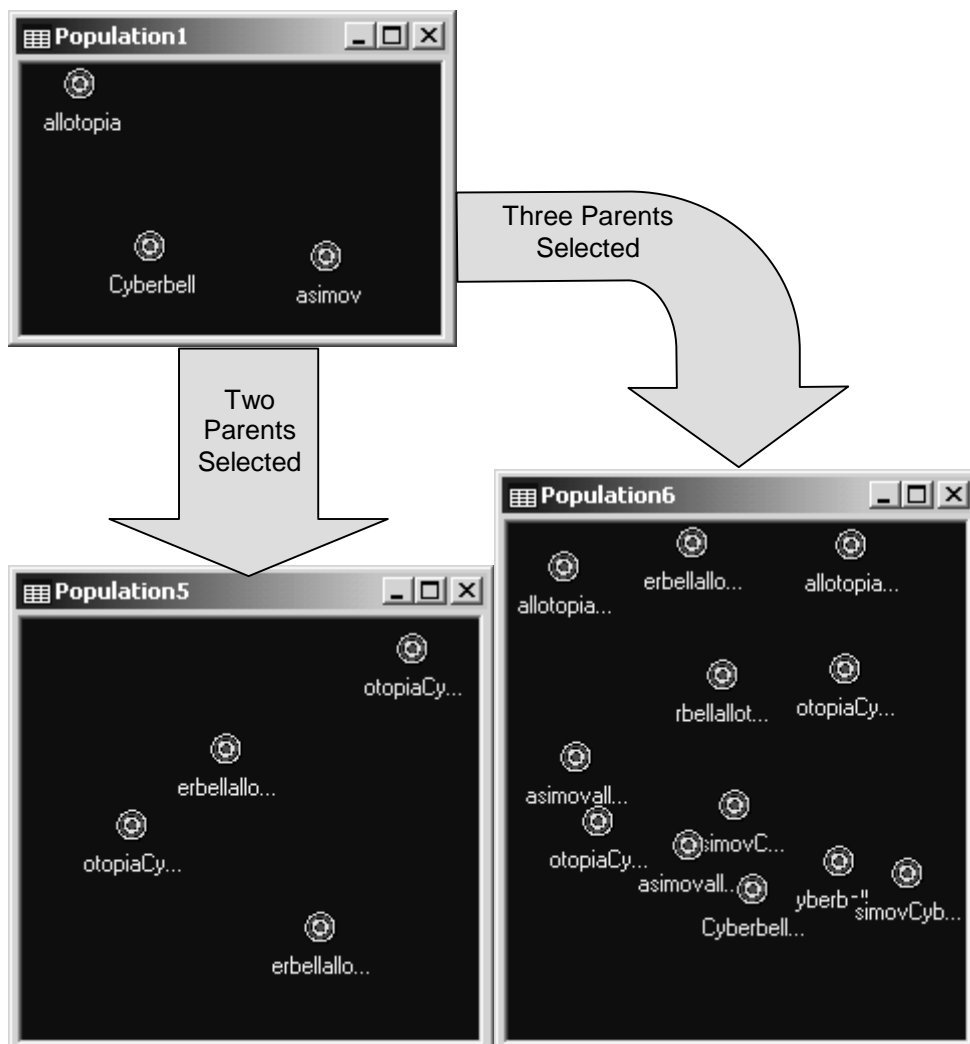 Population1
allotopia
Cyberbell
asimov
Three Parents
Selected
Two
Parents
Selected
Population5
otopiaCy...
erbellallo...
otopiaCy...
erbellallo...
Population6
allotopia...
erbellallo...
allotopia...
rbellallot...
otopiaCy...
asimovall...
otopiaCy...
simovC...
asimovall...
Cyberbell...
simovCyb...